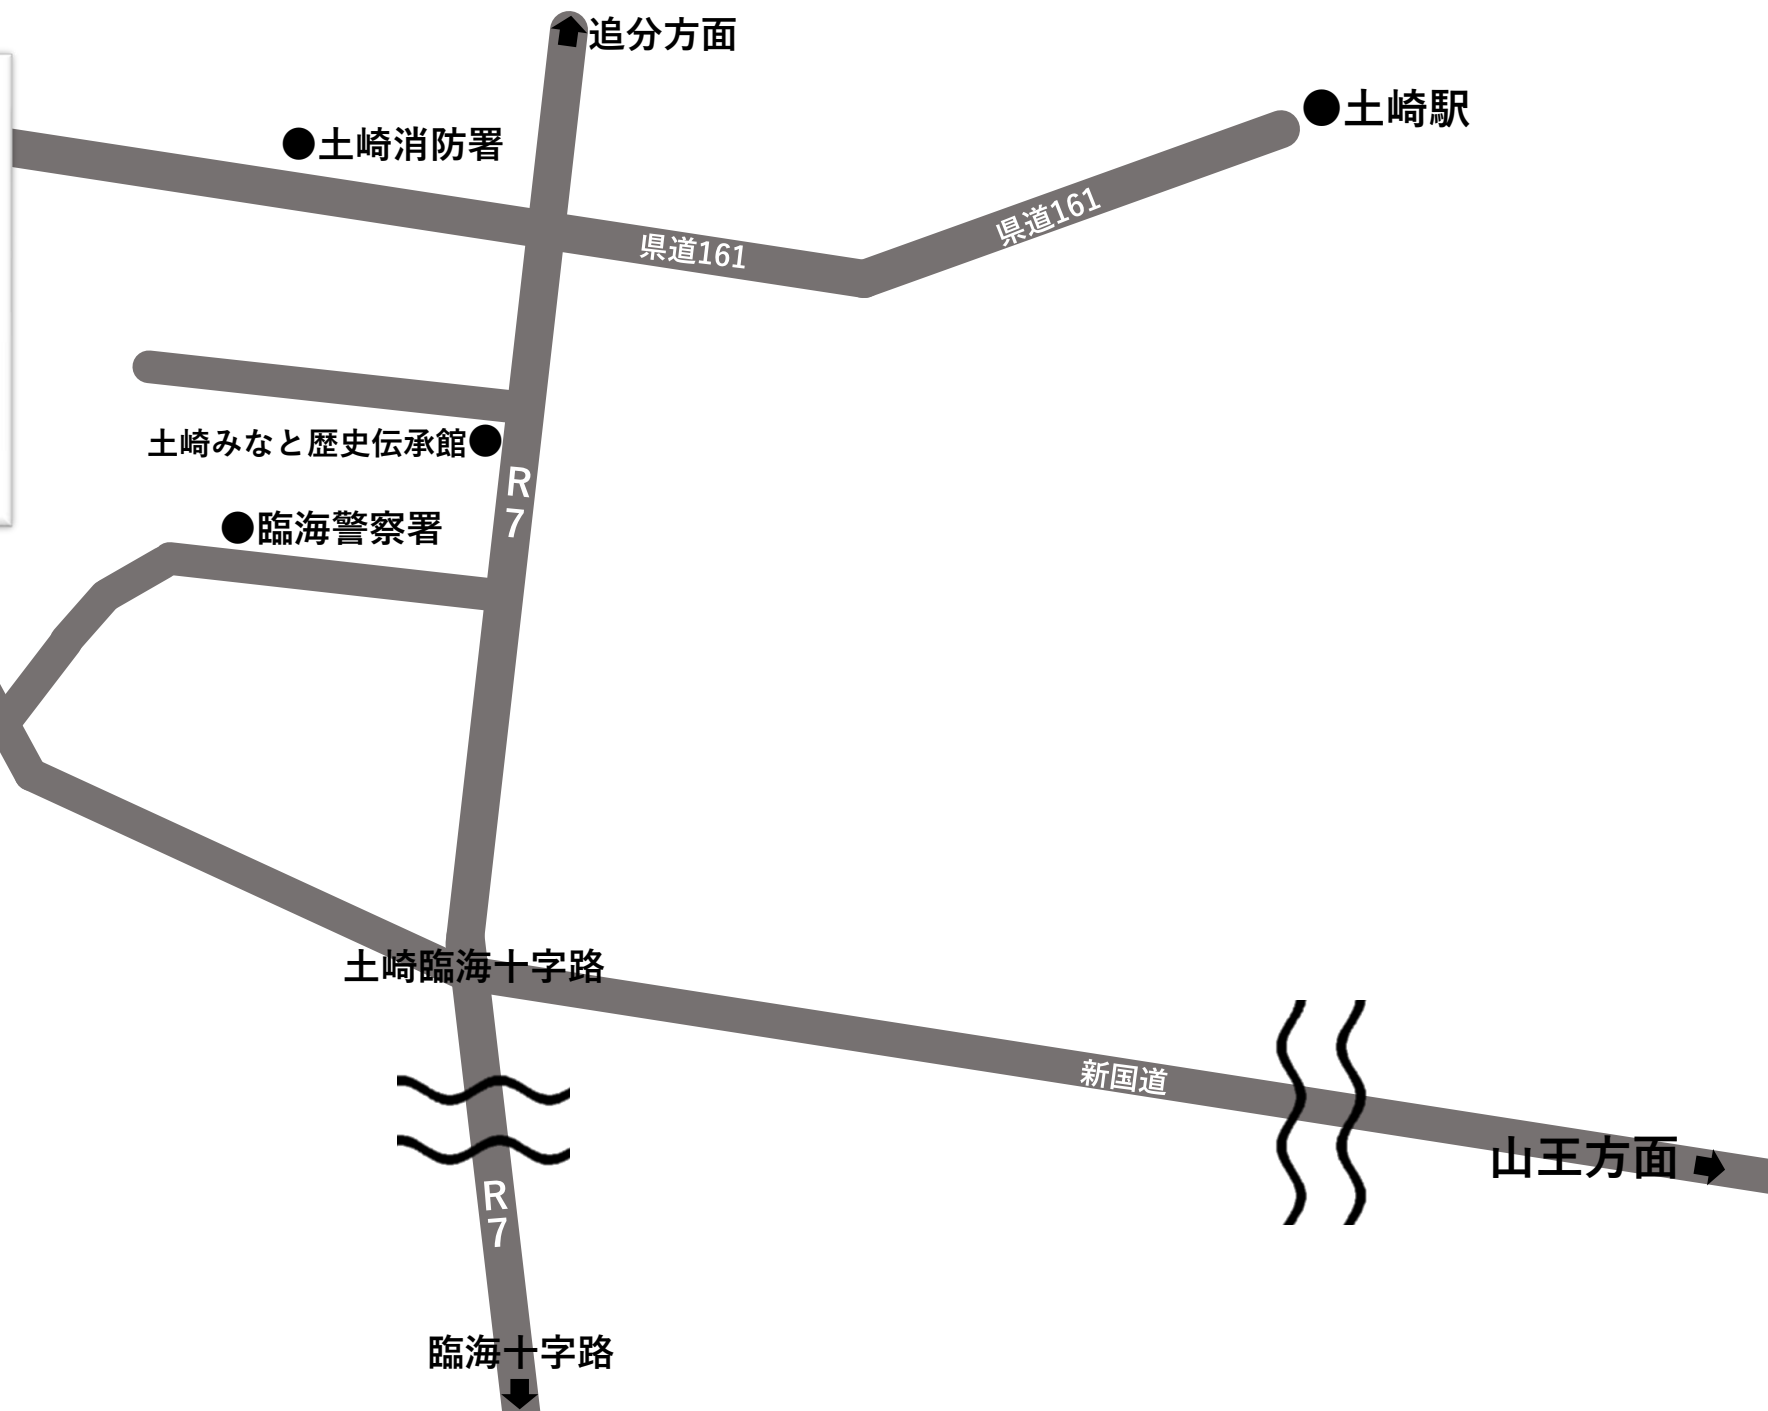 追分方面
土崎駅
土崎消防署
県道161
県道161
土崎みなと歴史伝承館
R
7
臨海警察署
土崎臨海十字路
新国道
山王方面
R
7
臨海十字路